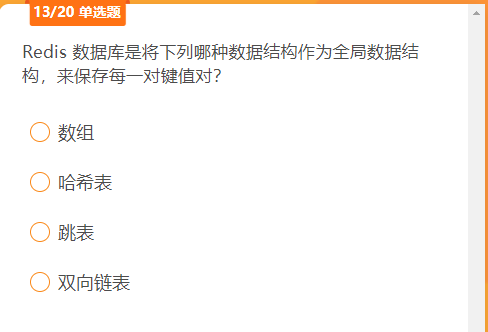 13/20 单选题
Redis 数据库是将下列哪种数据结构作为全局数据结
构，来保存每一对键值对？
数组
哈希表
跳表
双向链表